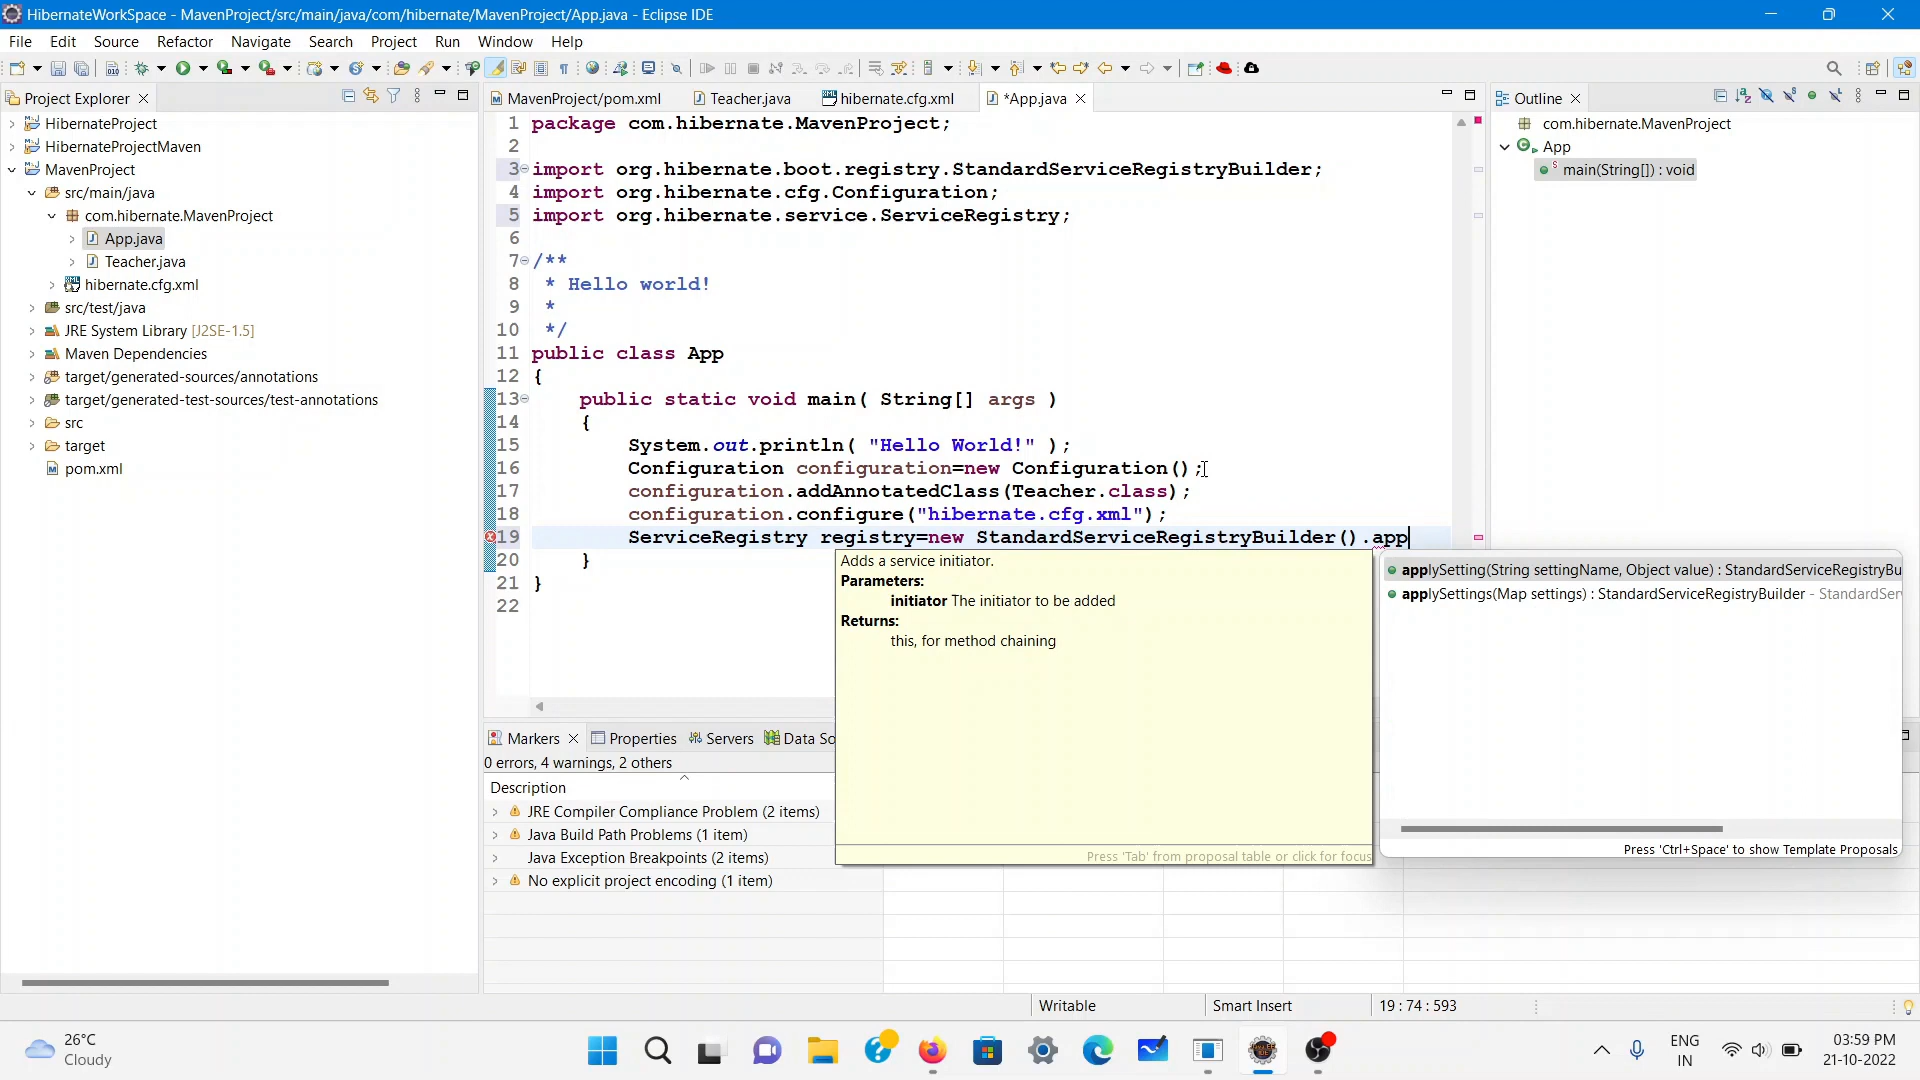 HibernateWorkSpace - MavenProject/src/main/java/com/hibernate/MavenProject/App.java - Eclipse IDE
File Edit Source Refactor Navigate Search Project Run Window Help
Project Explorer
HibernateProject
HibernateProjectMaven
MavenProject
src/main/java
com.hibernate.MavenProject
App.java
Teacher.java
hibernate.cfg.xml
src/test/java
JRE System Library [J2SE-1.5]
Maven Dependencies
target/generated-sources/annotations
target/generated-test-sources/test-annotations
src
target
pom.xml
MavenProject/pom.xml Teacher.java hibernate.cfg.xml *App.java
1 package com.hibernate.MavenProject;
2
3 import org.hibernate.boot.registry.StandardServiceRegistryBuilder;
4 import org.hibernate.cfg.Configuration;
5 import org.hibernate.service.ServiceRegistry;
6
7 /**
8 * Hello world!
9 *
10 */
11 public class App
12 {
13 public static void main( String[] args )
14 {
15 System.out.println( "Hello World!" );
16 Configuration configuration=new Configuration();
17 configuration.addAnnotatedClass(Teacher.class);
18 configuration.configure("hibernate.cfg.xml");
19 ServiceRegistry registry=new StandardServiceRegistryBuilder().app
20 }
21 }
22
Adds a service initiator.
Parameters:
initiator The initiator to be added
Returns:
this, for method chaining
Press 'Tab' from proposal table or click for focus
applySetting(String settingName, Object value) : StandardServiceRegistryBu
applySettings(Map settings) : StandardServiceRegistryBuilder - StandardSer
Press 'Ctrl+Space' to show Template Proposals
Outline
com.hibernate.MavenProject
App
main(String[]) : void
Markers Properties Servers Data So
0 errors, 4 warnings, 2 others
Description
JRE Compiler Compliance Problem (2 items)
Java Build Path Problems (1 item)
Java Exception Breakpoints (2 items)
No explicit project encoding (1 item)
Writable Smart Insert 19 : 74 : 593
26°C
Cloudy
ENG
IN
03:59 PM
21-10-2022